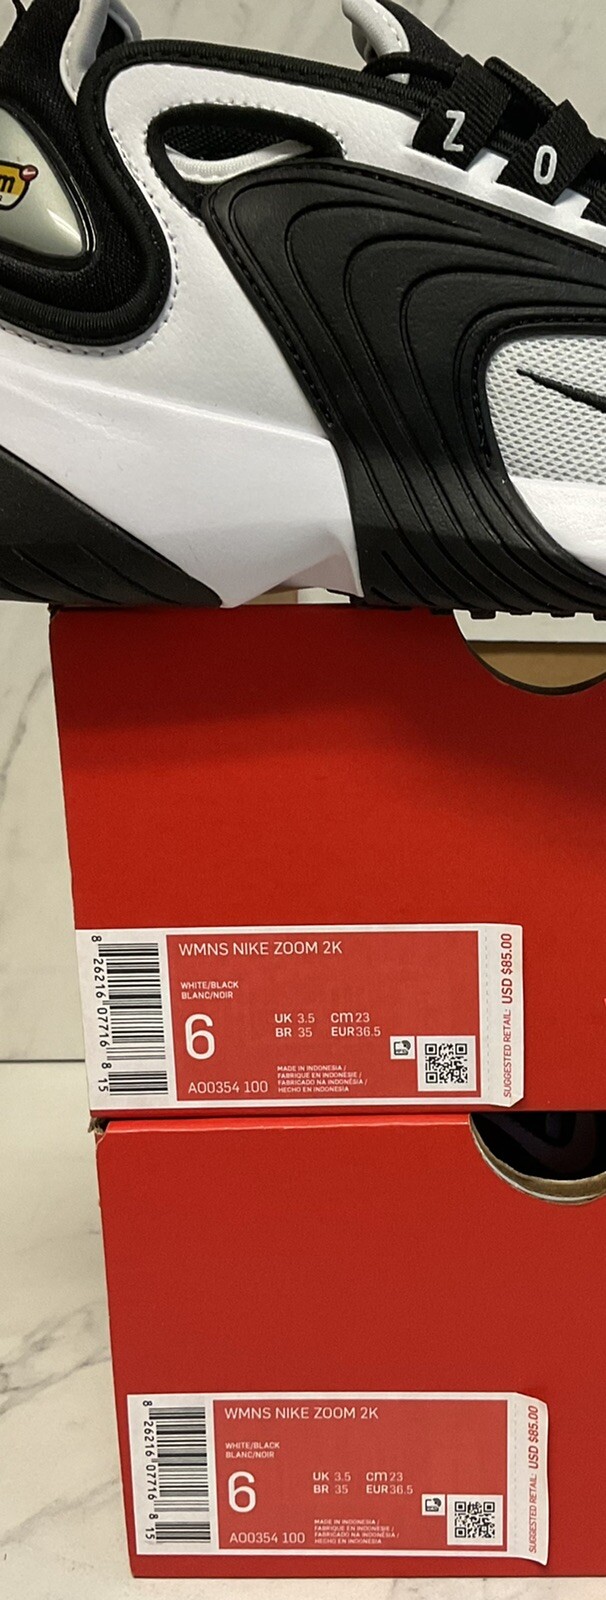 m
Z O
WMNS NIKE ZOOM 2K
WHITE/BLACK
BLANC/NOIR
6
UK 3.5 cm 23
BR 35 EUR 36.5
MADE IN INDONESIA /
FABRIQUE EN INDONESIE /
FABRICADO NA INDONÉSIA /
HECHO EN INDONESIA
AO0354 100
8 26216 07716 8 15
SUGGESTED RETAIL: USD $85.00
WMNS NIKE ZOOM 2K
WHITE/BLACK
BLANC/NOIR
6
UK 3.5 cm 23
BR 35 EUR 36.5
MADE IN INDONESIA /
FABRIQUE EN INDONESIE /
FABRICADO NA INDONÉSIA /
HECHO EN INDONESIA
AO0354 100
8 26216 07716 8 15
SUGGESTED RETAIL: USD $85.00